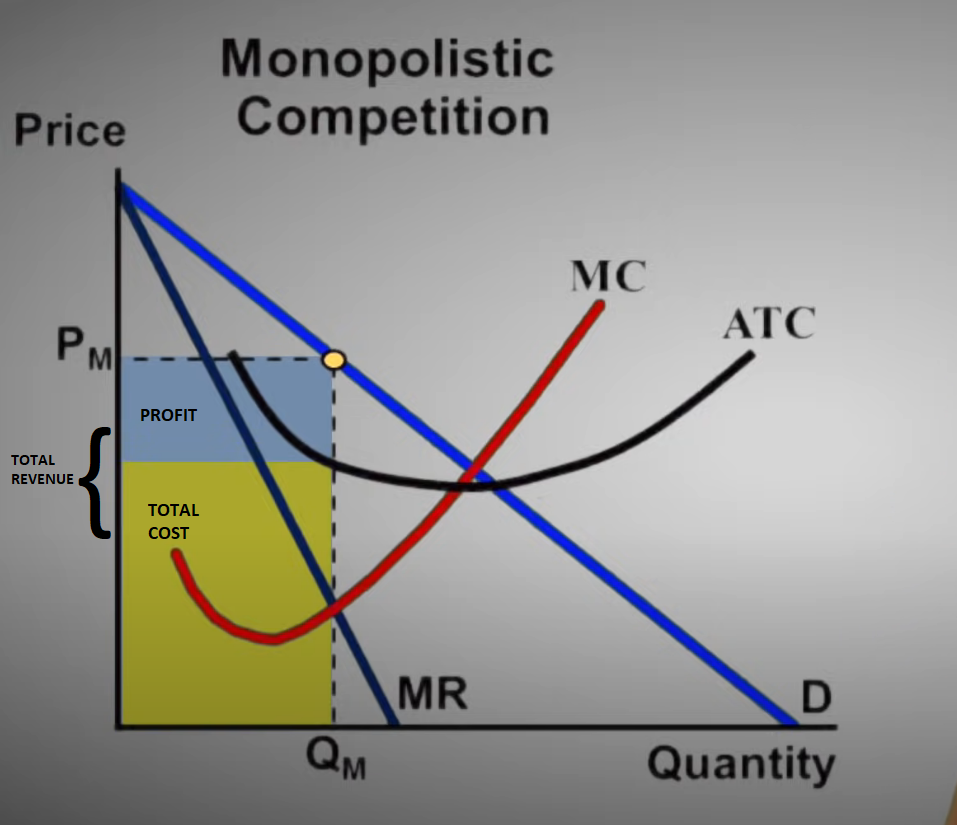 Monopolistic
Competition
Price
MC
ATC
PM
PROFIT
TOTAL
REVENUE
{
TOTAL
COST
MR
D
QM
Quantity